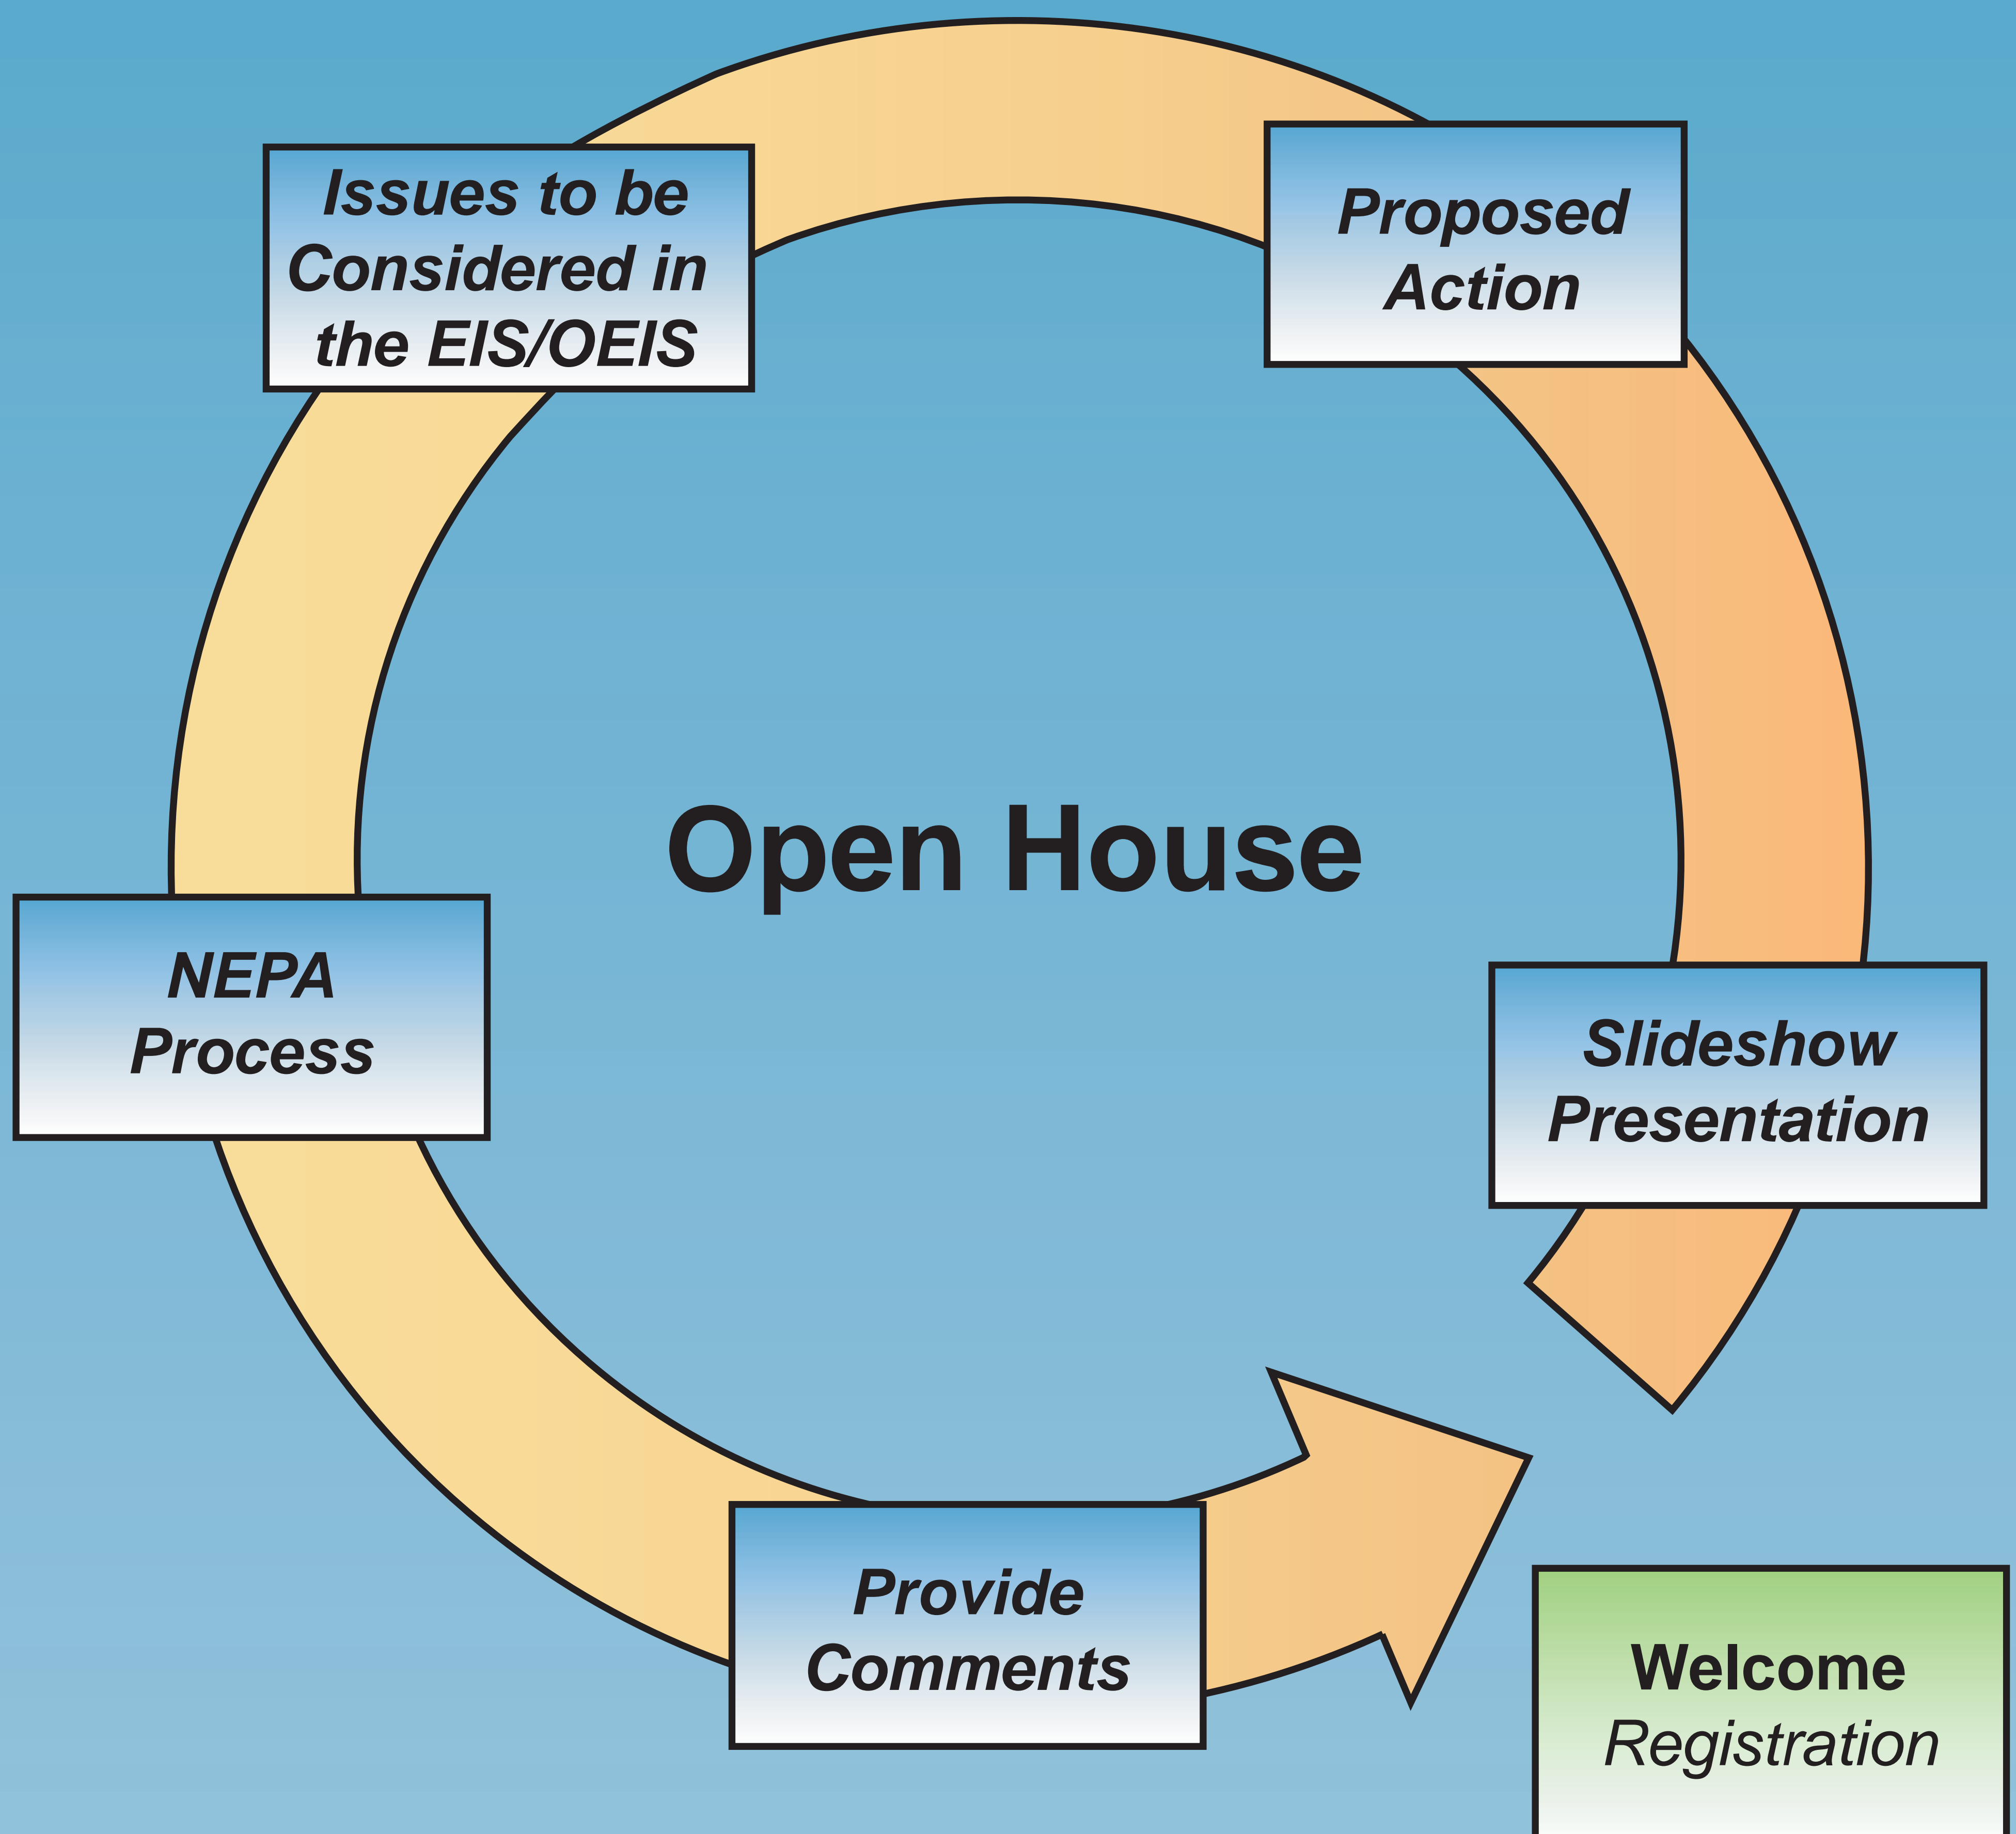 Issues to be
Considered in
the EIS/OEIS
Proposed
Action
Open House
NEPA
Process
Slideshow
Presentation
Provide
Comments
Welcome
Registration